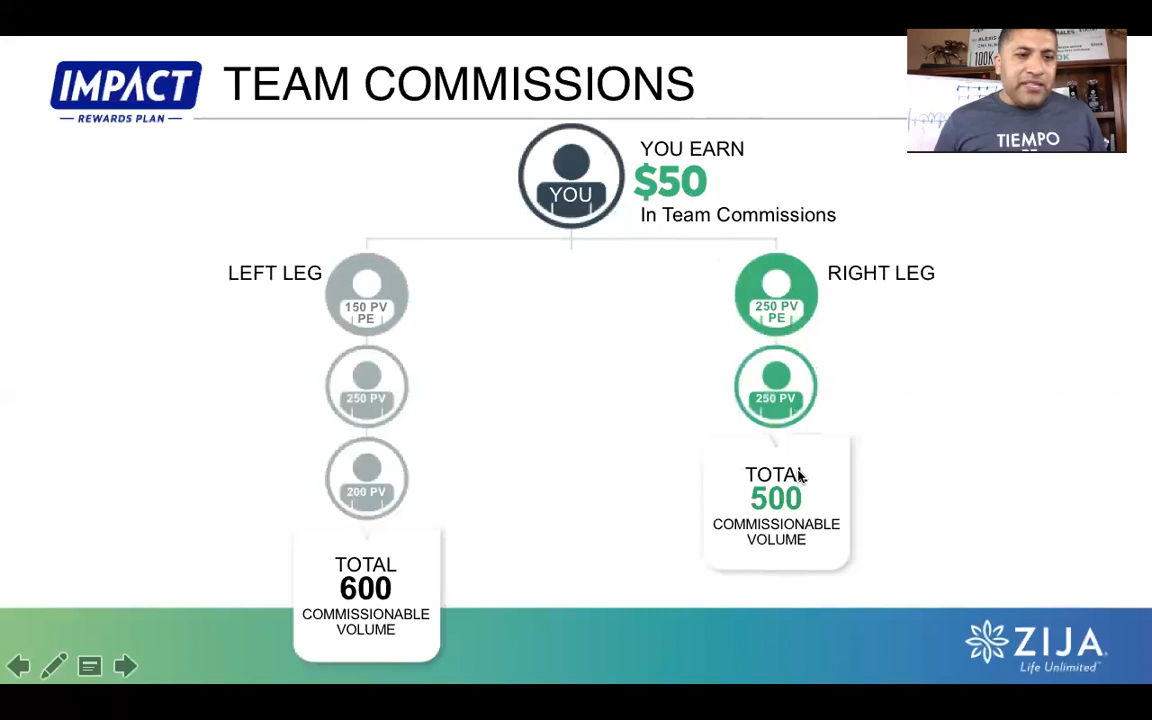 IMPACT
REWARDS PLAN
TEAM COMMISSIONS
100K
TIEMPO
YOU
YOU EARN
$50
In Team Commissions
LEFT LEG
150 PV
PE
250 PV
200 PV
TOTAL
600
COMMISSIONABLE
VOLUME
RIGHT LEG
250 PV
PE
250 PV
TOTAL
500
COMMISSIONABLE
VOLUME
ZIJA
Life Unlimited™